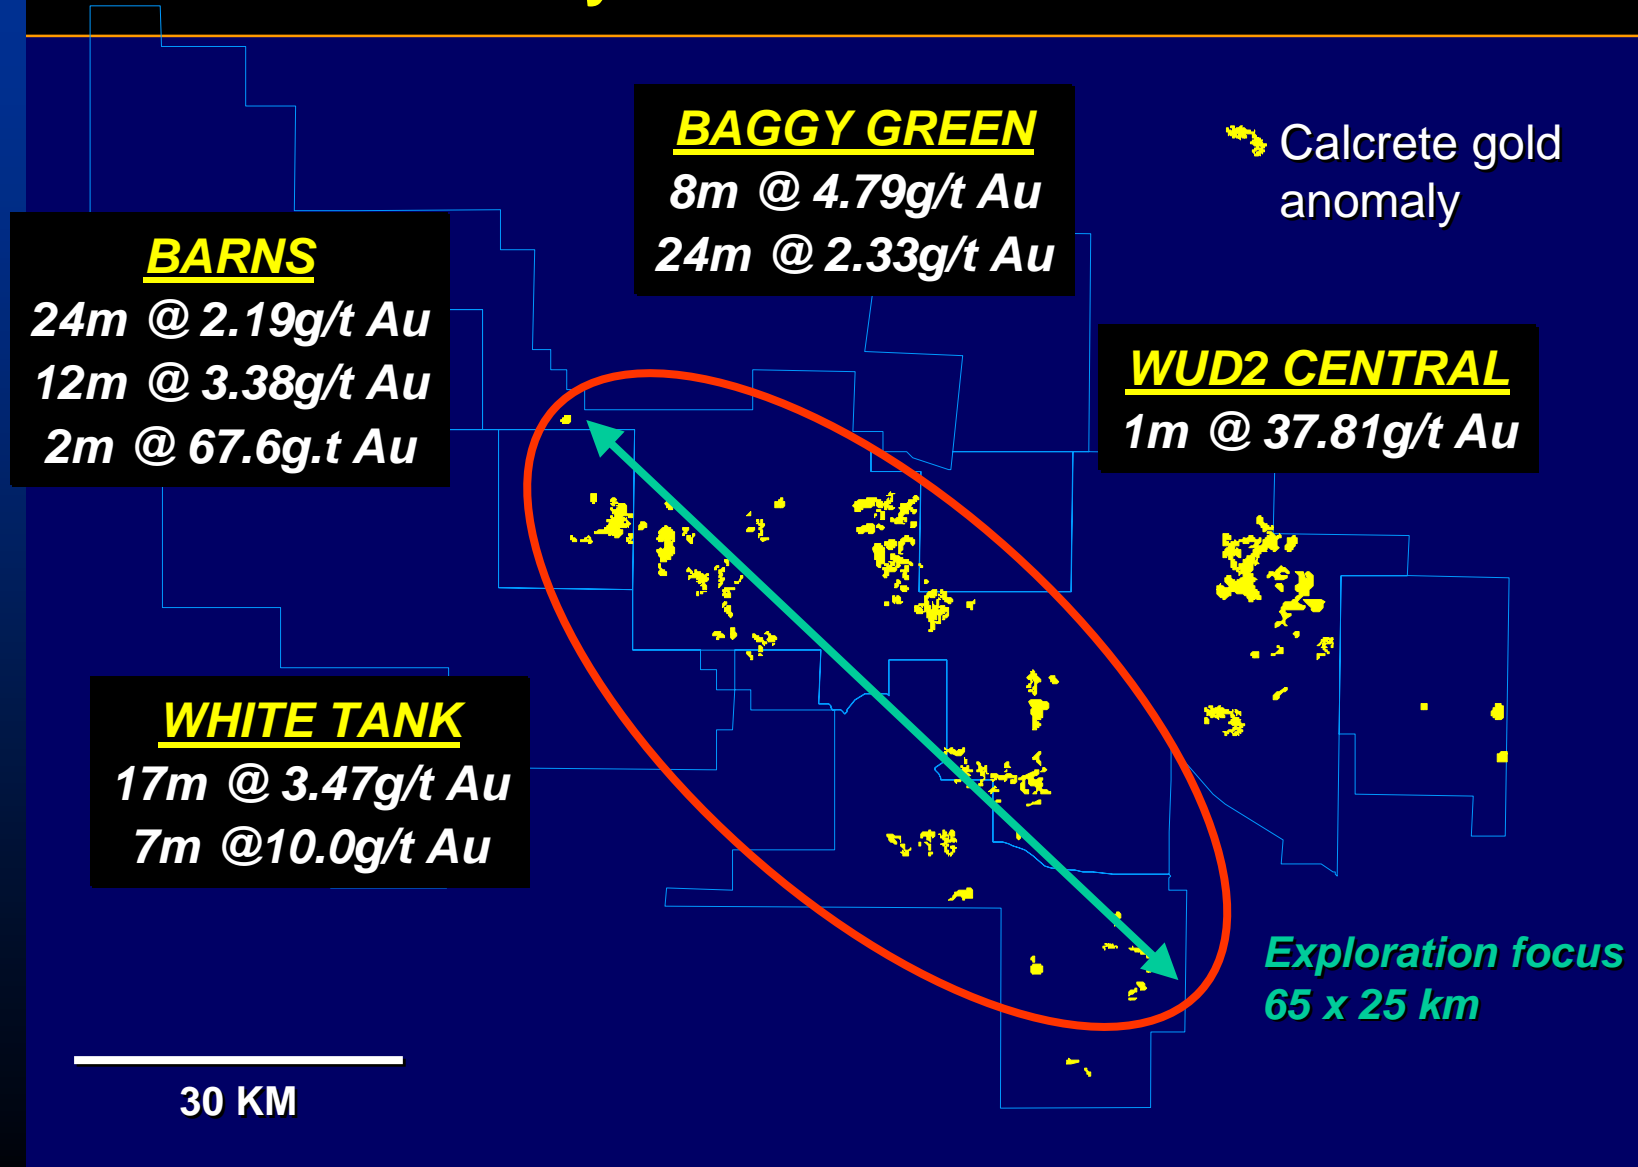 BAGGY GREEN
8m @ 4.79g/t Au
24m @ 2.33g/t Au
Calcrete gold
anomaly
BARNS
24m @ 2.19g/t Au
12m @ 3.38g/t Au
2m @ 67.6g.t Au
WUD2 CENTRAL
1m @ 37.81g/t Au
WHITE TANK
17m @ 3.47g/t Au
7m @10.0g/t Au
Exploration focus
65 x 25 km
30 KM